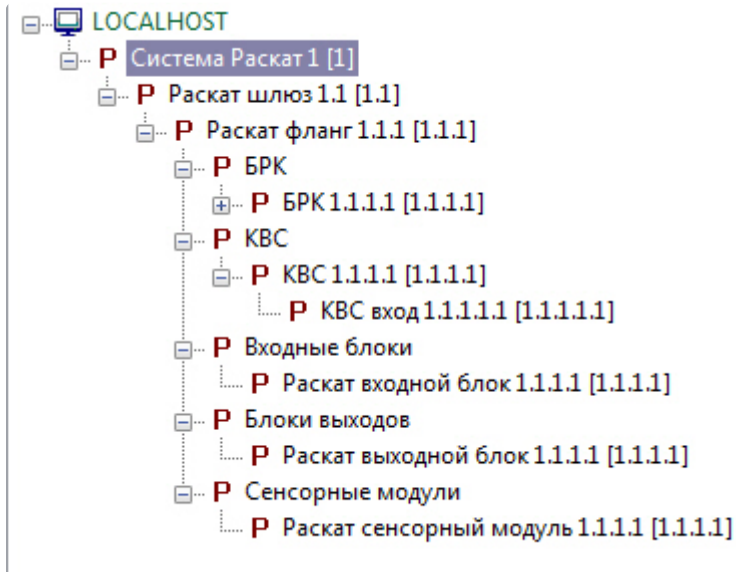 LOCALHOST
Р Система Раскат 1 [1]
Р Раскат шлюз 1.1 [1.1]
Р Раскат фланг 1.1.1 [1.1.1]
Р БРК
Р БРК 1.1.1.1 [1.1.1.1]
Р КВС
Р КВС 1.1.1.1 [1.1.1.1]
Р КВС вход 1.1.1.1.1 [1.1.1.1.1]
Р Входные блоки
Р Раскат входной блок 1.1.1.1 [1.1.1.1]
Р Блоки выходов
Р Раскат выходной блок 1.1.1.1 [1.1.1.1]
Р Сенсорные модули
Р Раскат сенсорный модуль 1.1.1.1 [1.1.1.1]